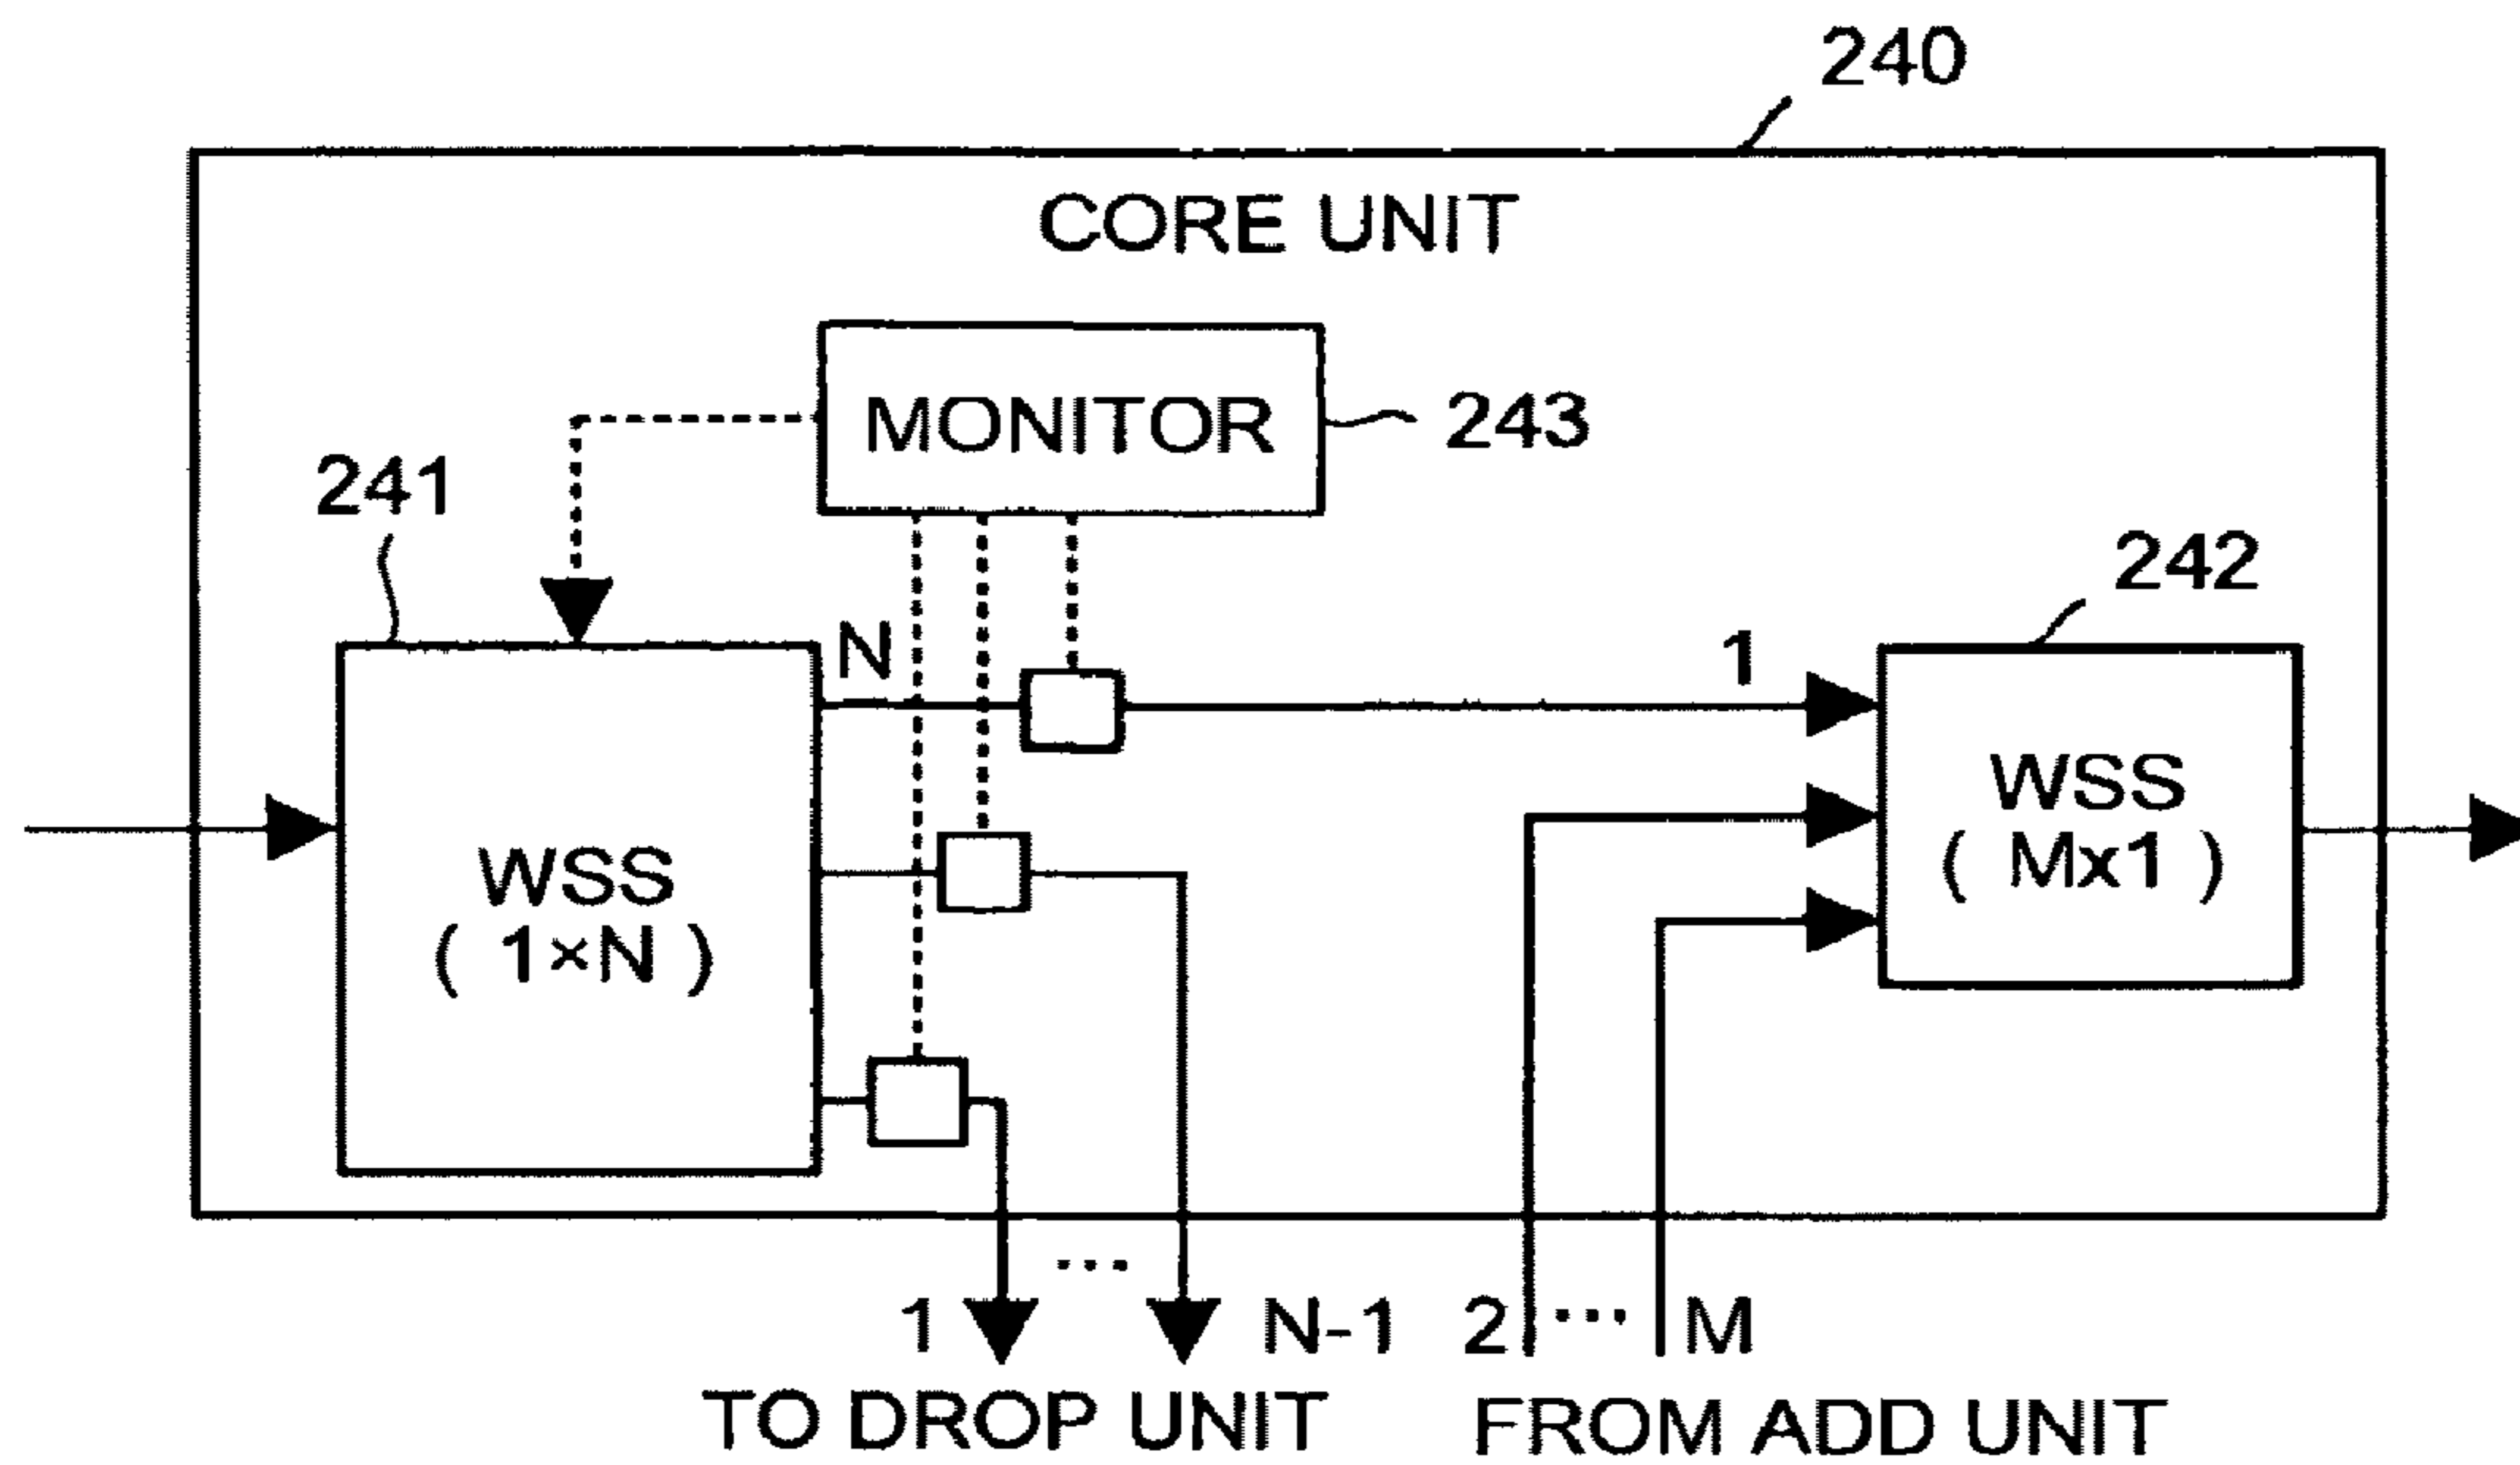 240
CORE UNIT
MONITOR
243
241
242
N
1
WSS
( Mx1 )
WSS
( 1×N )
...
1
N-1
2
...
M
TO DROP UNIT
FROM ADD UNIT